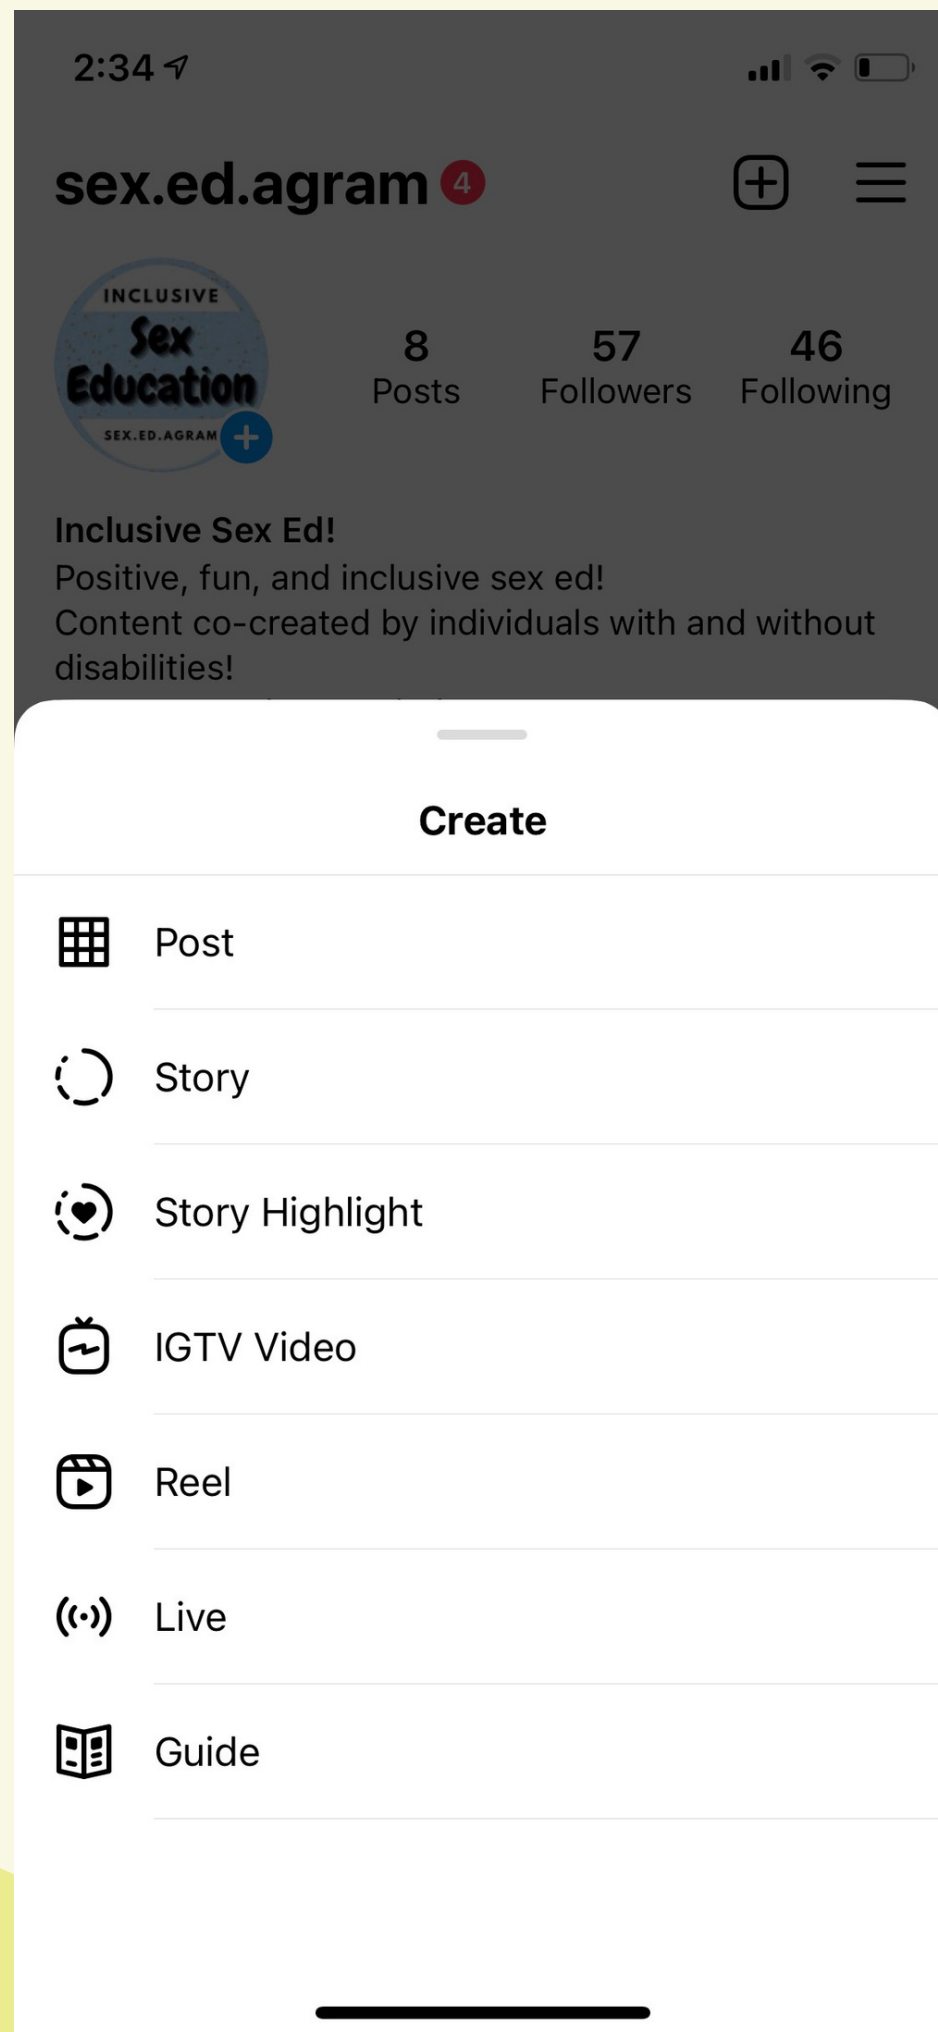 2:34
sex.ed.agram 4
INCLUSIVE
Sex
Education
SEX.ED.AGRAM
8 57 46
Posts Followers Following
Inclusive Sex Ed!
Positive, fun, and inclusive sex ed!
Content co-created by individuals with and without
disabilities!
Create
Post
Story
Story Highlight
IGTV Video
Reel
Live
Guide